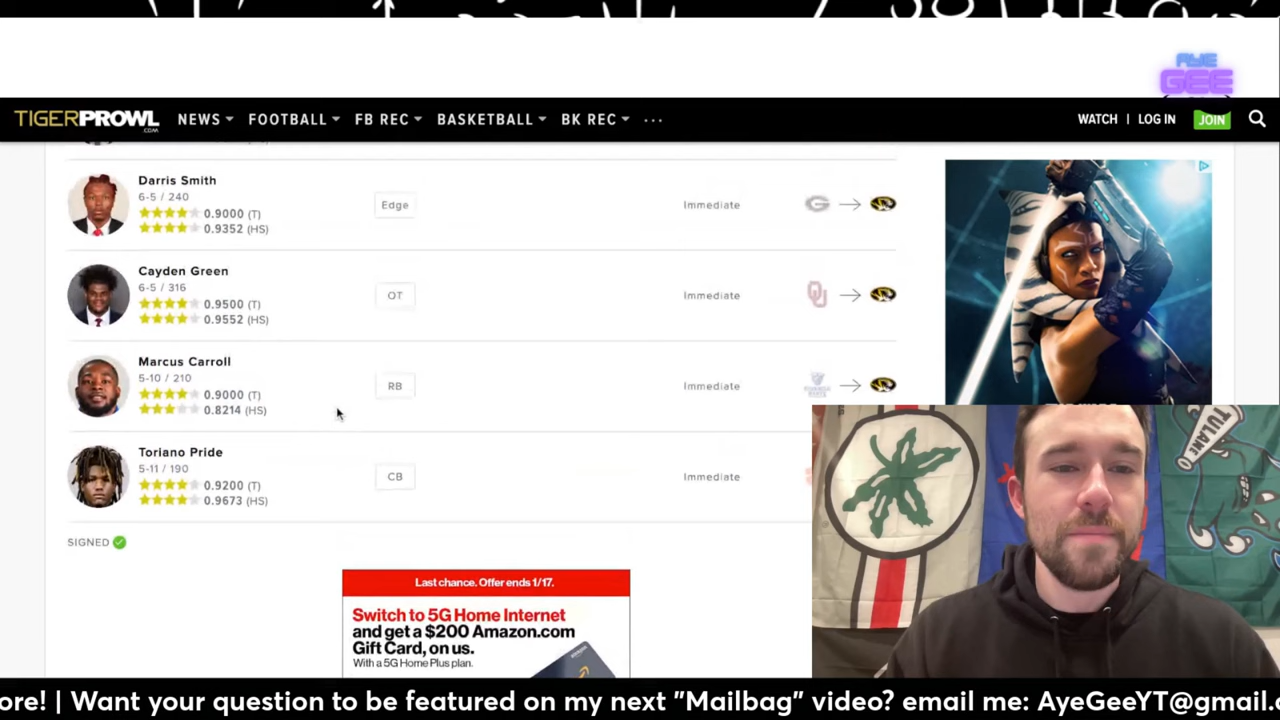 AYE
GEE
TIGERPROWL
.COM
NEWS
FOOTBALL
FB REC
BASKETBALL
BK REC
...
WATCH | LOG IN
JOIN
Darris Smith
6-5 / 240
0.9000 (T)
0.9352 (HS)
Edge
Immediate
G
Cayden Green
6-5 / 316
0.9500 (T)
0.9552 (HS)
OT
Immediate
OU
Marcus Carroll
5-10 / 210
0.9000 (T)
0.8214 (HS)
RB
Immediate
Toriano Pride
5-11 / 190
0.9200 (T)
0.9673 (HS)
CB
Immediate
SIGNED
Last chance. Offer ends 1/17.
Switch to 5G Home Internet
and get a $200 Amazon.com
Gift Card, on us.
With a 5G Home Plus plan.
TULANE
ore! | Want your question to be featured on my next "Mailbag" video? email me: AyeGeeYT@gmail.c